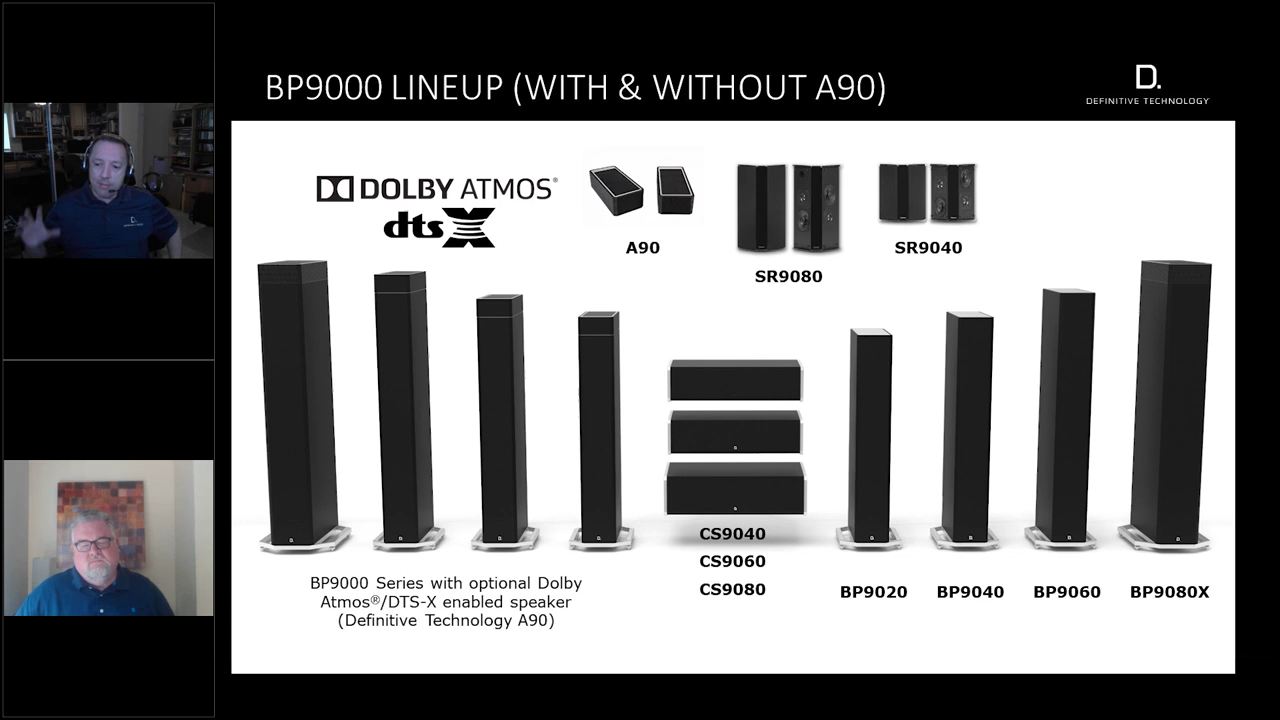 BP9000 LINEUP (WITH & WITHOUT A90)
D.
DEFINITIVE TECHNOLOGY
DOLBY ATMOS®
dts X
A90
SR9080
SR9040
CS9040
CS9060
CS9080
BP9000 Series with optional Dolby
Atmos®/DTS-X enabled speaker
(Definitive Technology A90)
BP9020
BP9040
BP9060
BP9080X